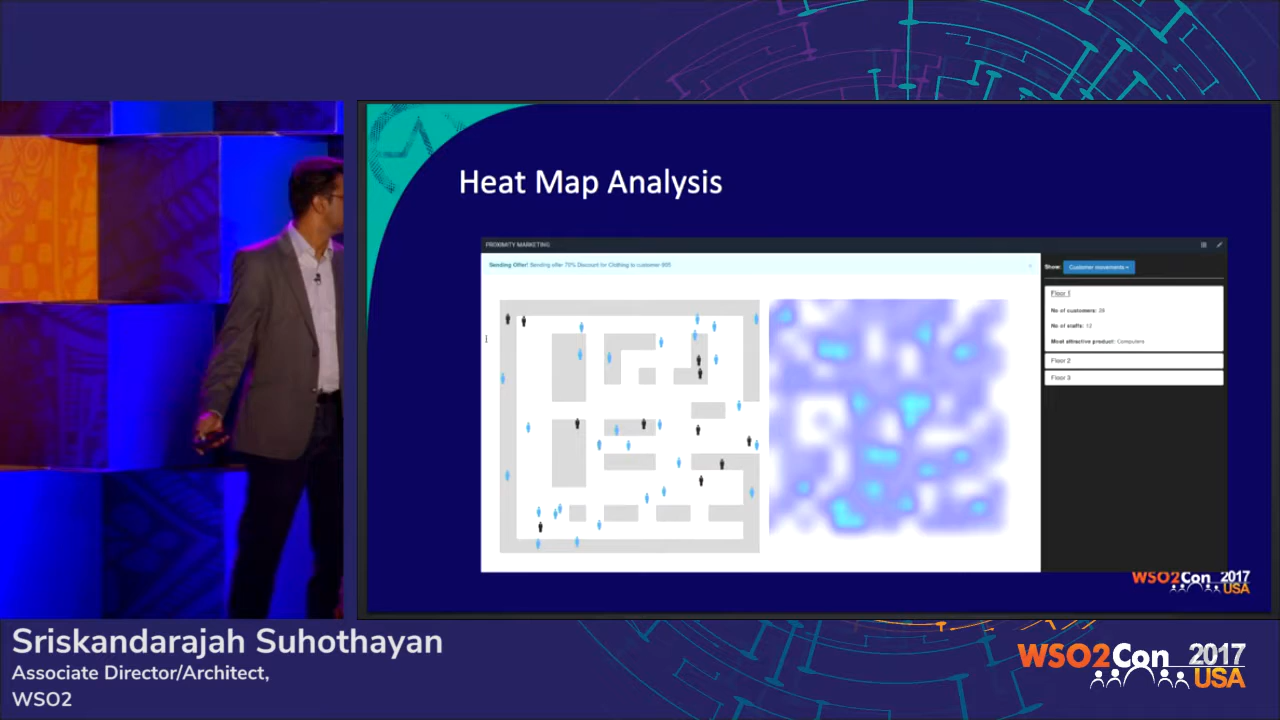 Heat Map Analysis
PROXIMITY MARKETING
Sending Offer! Sending offer 70% Discount for Clothing to customer
Show: Customer movements
Floor 1
No of customers:
No of staffs: 12
Most attractive product: Computers
Floor 2
Floor 3
WSO2Con 2017
USA
Sriskandarajah Suhothayan
Associate Director/Architect,
WSO2
WSO2Con 2017
USA